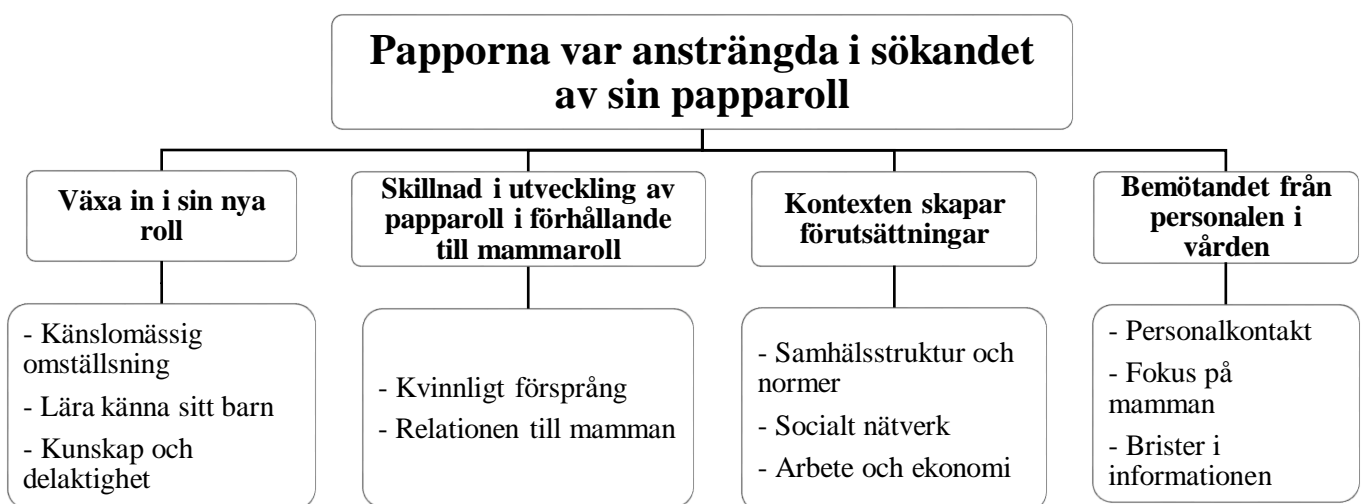 Papporna var ansträngda i sökandet
av sin papparoll
Växa in i sin nya
roll
- Känslomässig
omställsning
- Lära känna sitt barn
- Kunskap och
delaktighet
Skillnad i utveckling av
papparoll i förhållande
till mammaroll
- Kvinnligt försprång
- Relationen till mamman
Kontexten skapar
förutsättningar
- Samhälsstruktur och
normer
- Socialt nätverk
- Arbete och ekonomi
Bemötandet från
personalen i
vården
- Personalkontakt
- Fokus på
mamman
- Brister i
informationen